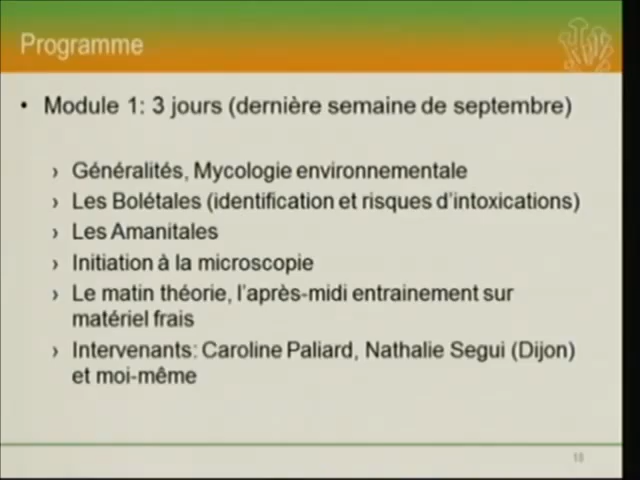 Programme
• Module 1: 3 jours (dernière semaine de septembre)
› Généralités, Mycologie environnementale
› Les Bolétales (identification et risques d'intoxications)
› Les Amanitales
› Initiation à la microscopie
› Le matin théorie, l'après-midi entrainement sur
matériel frais
› Intervenants: Caroline Paliard, Nathalie Segui (Dijon)
et moi-même
18